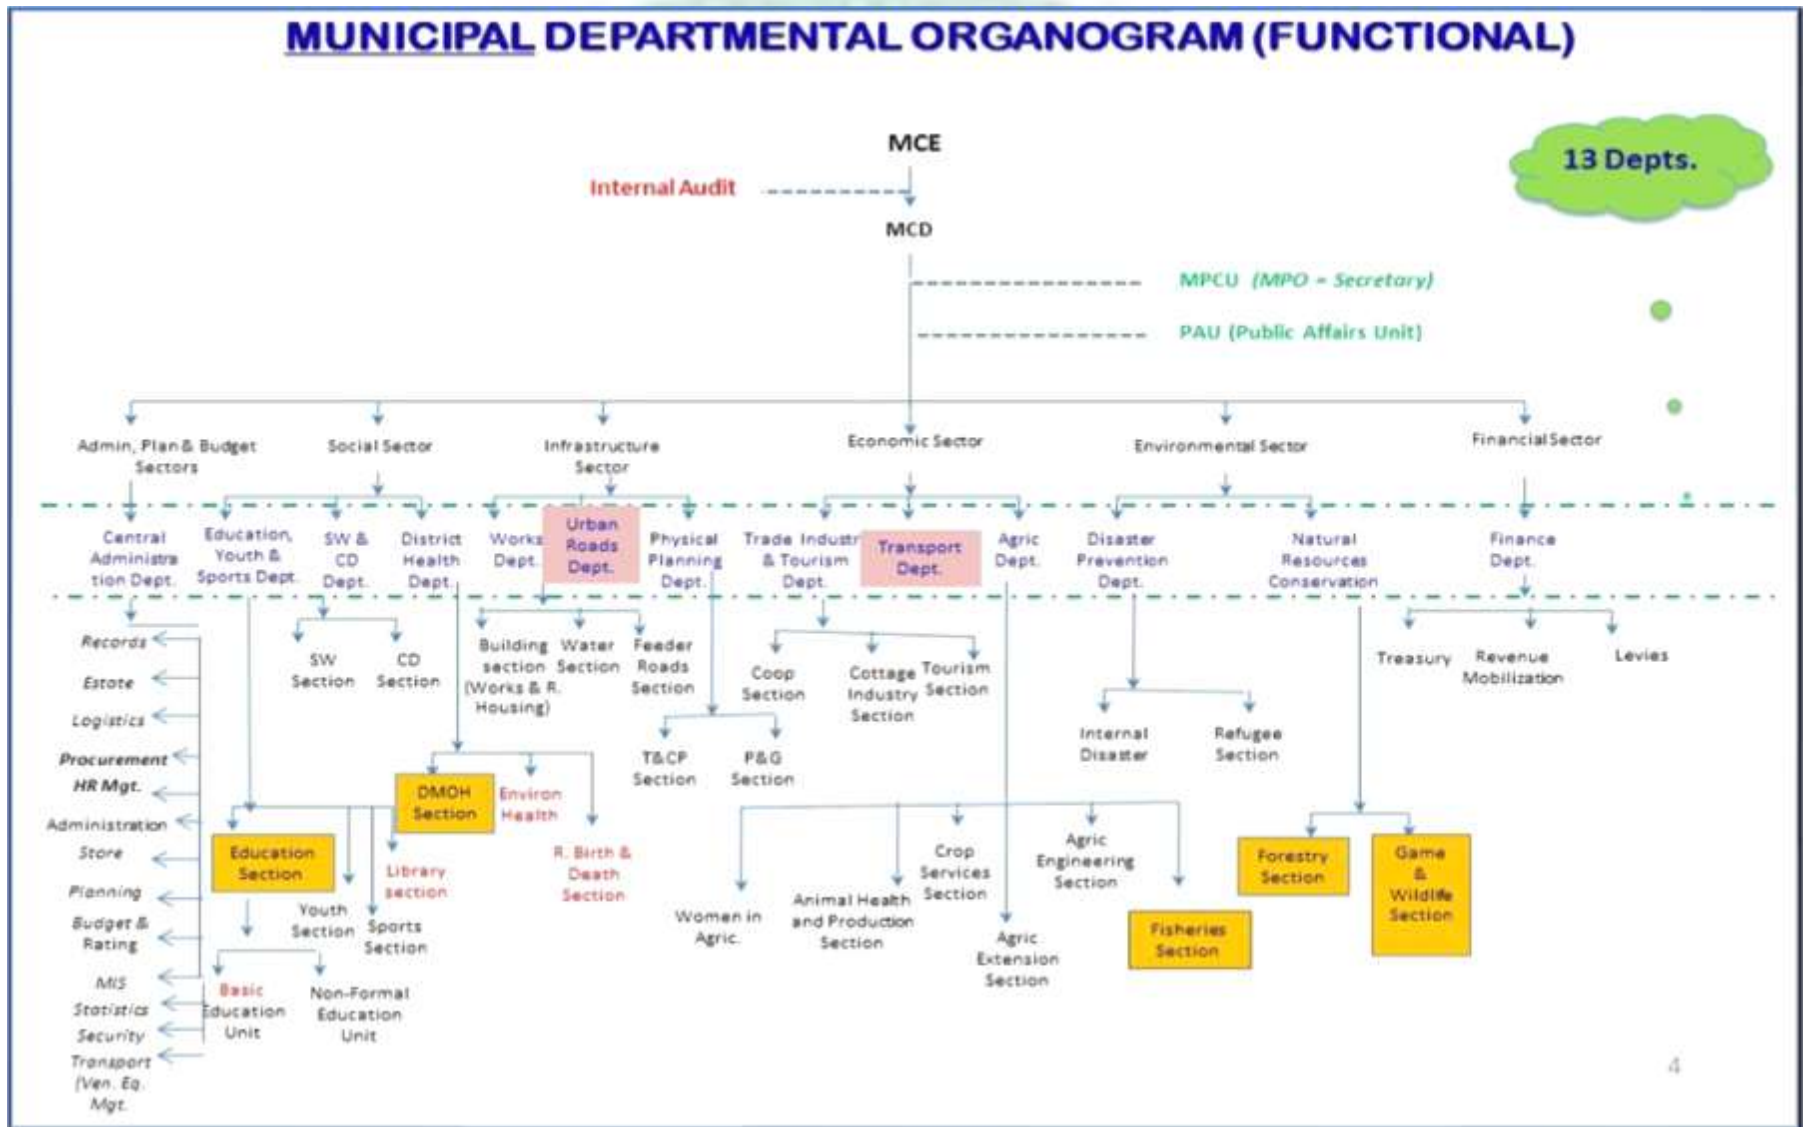 MUNICIPAL DEPARTMENTAL ORGANOGRAM (FUNCTIONAL)
MCE
13 Depts.
Internal Audit
MCD
MPCU (MPO = Secretary)
PAU (Public Affairs Unit)
Admin, Plan & Budget
Sectors
Social Sector
Infrastructure
Sector
Economic Sector
Environmental Sector
Financial Sector
Central
Administra
tion Dept.
Education,
Youth &
Sports Dept.
SW &
CD
Dept.
District
Health
Dept.
Works
Dept.
Urban
Roads
Dept.
Physical
Planning
Dept.
Trade Industr
& Tourism
Dept.
Transport
Dept.
Agric
Dept.
Disaster
Prevention
Dept.
Natural
Resources
Conservation
Finance
Dept.
Records
Estate
Logistics
Procurement
HR Mgt.
Administration
Store
Planning
Budget &
Rating
MIS
Statistics
Security
Transport
(Ven. Eq.
Mgt.
SW
Section
CD
Section
Building
section
(Works & R.
Housing)
Water
Section
Feeder
Roads
Section
Coop
Section
Cottage
Industry
Section
Tourism
Section
Treasury
Revenue
Mobilization
Levies
T&CP
Section
P&G
Section
Internal
Disaster
Refugee
Section
DMOH
Section
Environ
Health
R. Birth &
Death
Section
Education
Section
Youth
Section
Sports
Section
Library
section
Basic
Education
Unit
Non-Formal
Education
Unit
Women in
Agric.
Animal Health
and Production
Section
Crop
Services
Section
Agric
Extension
Section
Agric
Engineering
Section
Fisheries
Section
Forestry
Section
Game
&
Wildlife
Section
4